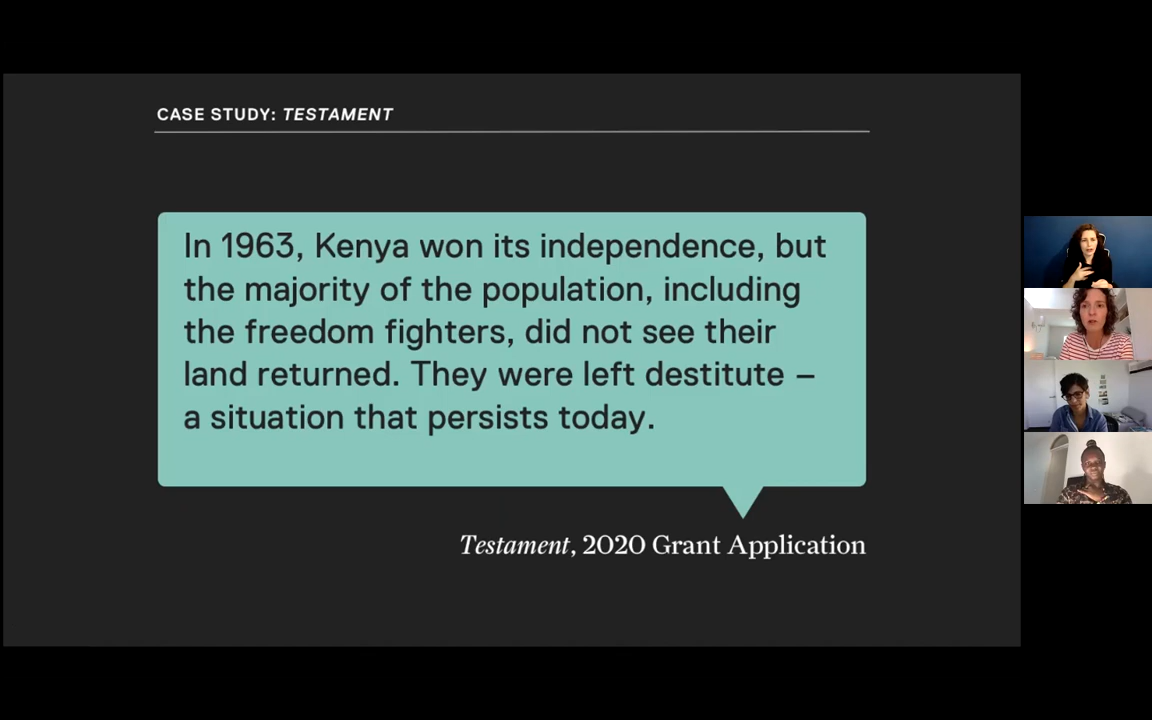 CASE STUDY: TESTAMENT
In 1963, Kenya won its independence, but
the majority of the population, including
the freedom fighters, did not see their
land returned. They were left destitute –
a situation that persists today.
Testament, 2020 Grant Application